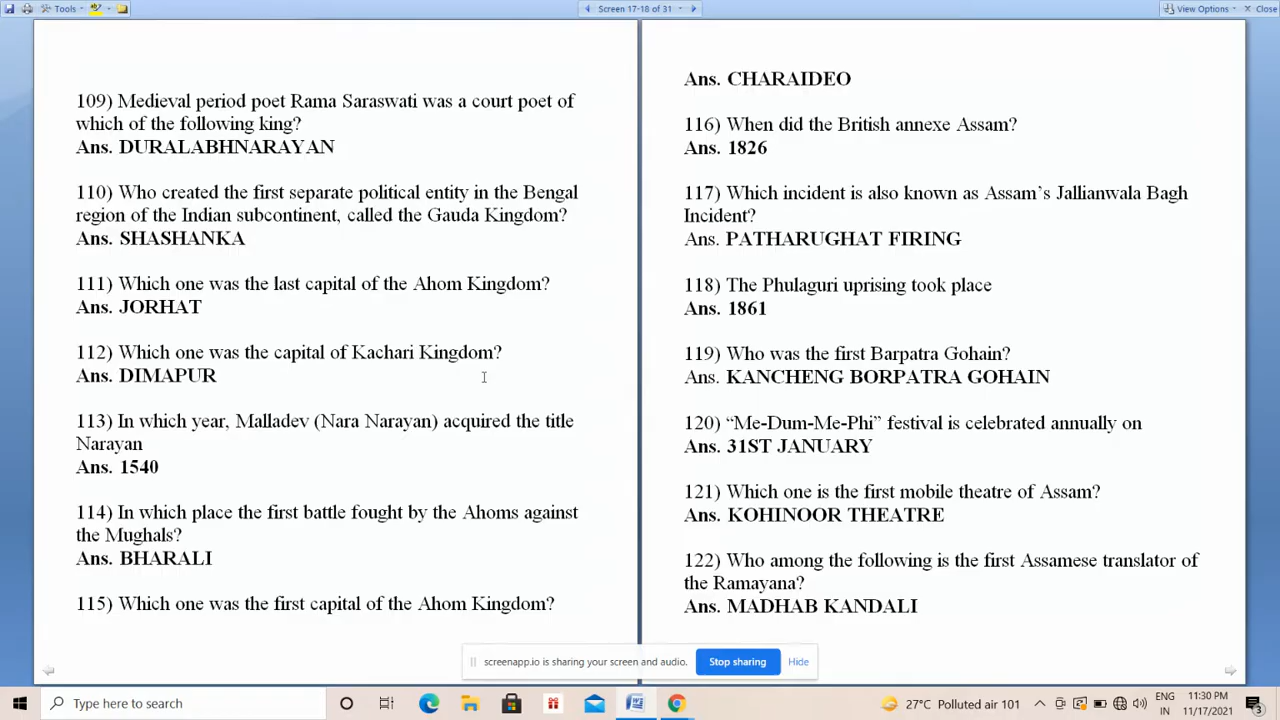 Tools
Screen 17-18 of 31
View Options
Close
109) Medieval period poet Rama Saraswati was a court poet of
which of the following king?
Ans. DURALABHNARAYAN
110) Who created the first separate political entity in the Bengal
region of the Indian subcontinent, called the Gauda Kingdom?
Ans. SHASHANKA
111) Which one was the last capital of the Ahom Kingdom?
Ans. JORHAT
112) Which one was the capital of Kachari Kingdom?
Ans. DIMAPUR
113) In which year, Malladev (Nara Narayan) acquired the title
Narayan
Ans. 1540
114) In which place the first battle fought by the Ahoms against
the Mughals?
Ans. BHARALI
115) Which one was the first capital of the Ahom Kingdom?
Ans. CHARAIDEO
116) When did the British annexe Assam?
Ans. 1826
117) Which incident is also known as Assam’s Jallianwala Bagh
Incident?
Ans. PATHARUGHAT FIRING
118) The Phulaguri uprising took place
Ans. 1861
119) Who was the first Barpatra Gohain?
Ans. KANCHENG BORPATRA GOHAIN
120) “Me-Dum-Me-Phi” festival is celebrated annually on
Ans. 31ST JANUARY
121) Which one is the first mobile theatre of Assam?
Ans. KOHINOOR THEATRE
122) Who among the following is the first Assamese translator of
the Ramayana?
Ans. MADHAB KANDALI
screenapp.io is sharing your screen and audio.
Stop sharing
Hide
Type here to search
27°C Polluted air 101
ENG
IN
11:30 PM
11/17/2021
3